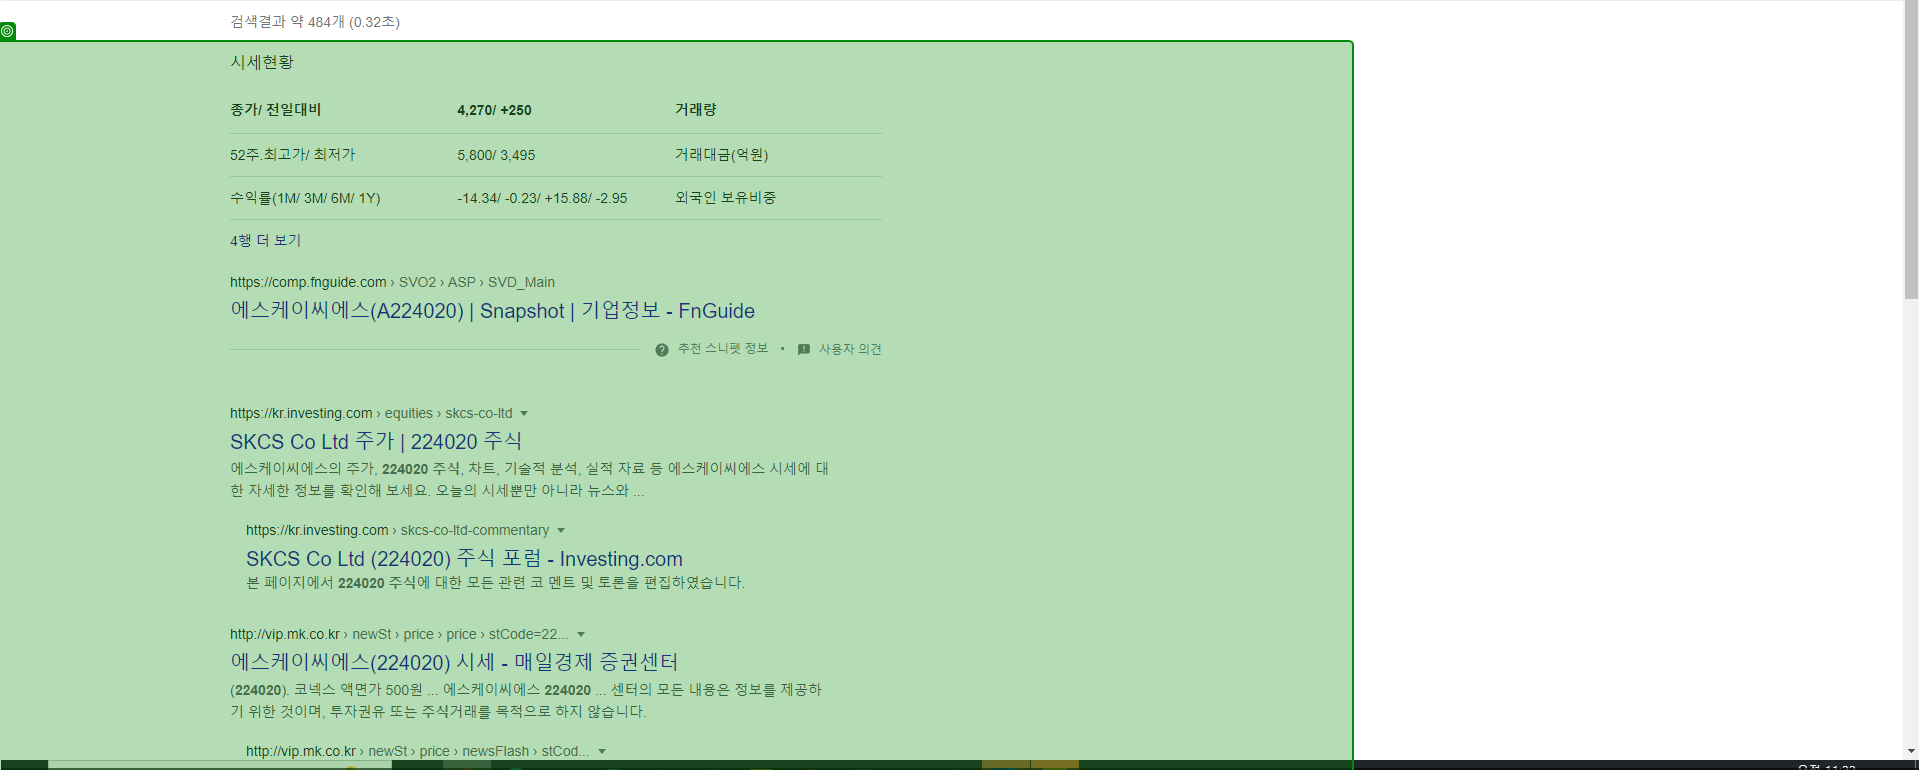 검색결과 약 484개 (0.32초)
시세현황
종가/ 전일대비 4,270/ +250 거래량
52주.최고가/ 최저가 5,800/ 3,495 거래대금(억원)
수익률(1M/ 3M/ 6M/ 1Y) -14.34/ -0.23/ +15.88/ -2.95 외국인 보유비중
4행 더 보기
https://comp.fnguide.com › SVO2 › ASP › SVD_Main
에스케이씨에스(A224020) | Snapshot | 기업정보 - FnGuide
추천 스니펫 정보 • 사용자 의견
https://kr.investing.com › equities › skcs-co-ltd
SKCS Co Ltd 주가 | 224020 주식
에스케이씨에스의 주가, 224020 주식, 차트, 기술적 분석, 실적 자료 등 에스케이씨에스 시세에 대
한 자세한 정보를 확인해 보세요. 오늘의 시세뿐만 아니라 뉴스와 ...
https://kr.investing.com › skcs-co-ltd-commentary
SKCS Co Ltd (224020) 주식 포럼 - Investing.com
본 페이지에서 224020 주식에 대한 모든 관련 코 멘트 및 토론을 편집하였습니다.
http://vip.mk.co.kr › newSt › price › price › stCode=22...
에스케이씨에스(224020) 시세 - 매일경제 증권센터
(224020). 코넥스 액면가 500원 ... 에스케이씨에스 224020 ... 센터의 모든 내용은 정보를 제공하
기 위한 것이며, 투자권유 또는 주식거래를 목적으로 하지 않습니다.
http://vip.mk.co.kr › newSt › price › newsFlash › stCod...